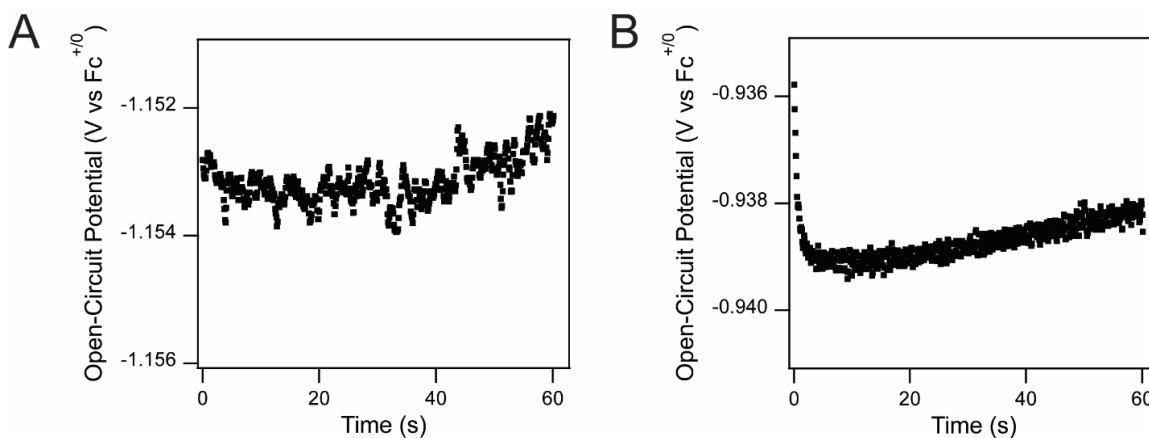 A
Open-Circuit Potential (V vs Fc⁺/⁰)
-1.152
-1.154
-1.156
0 20 40 60
Time (s)
B
Open-Circuit Potential (V vs Fc⁺/⁰)
-0.936
-0.938
-0.940
0 20 40 60
Time (s)